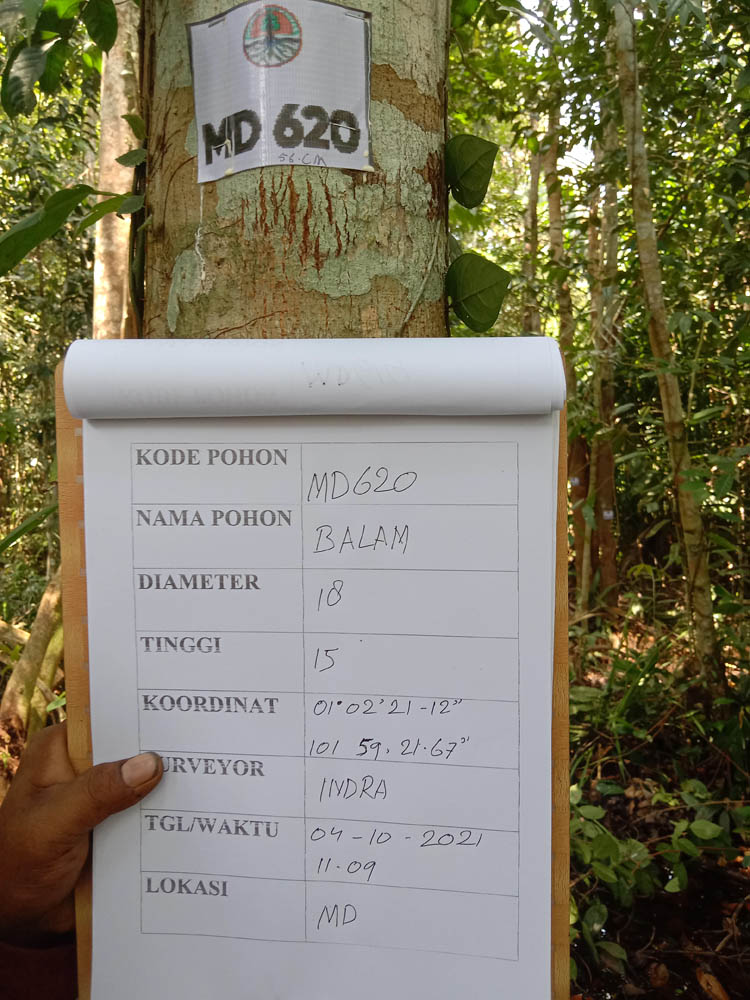 MD 620
56.CM
KODE POHON MD620
NAMA POHON BALAM
DIAMETER 18
TINGGI 15
KOORDINAT 01°02'21-12"
101 59, 21.67"
URVEYOR INDRA
TGL/WAKTU 04-10-2021
11.09
LOKASI MD